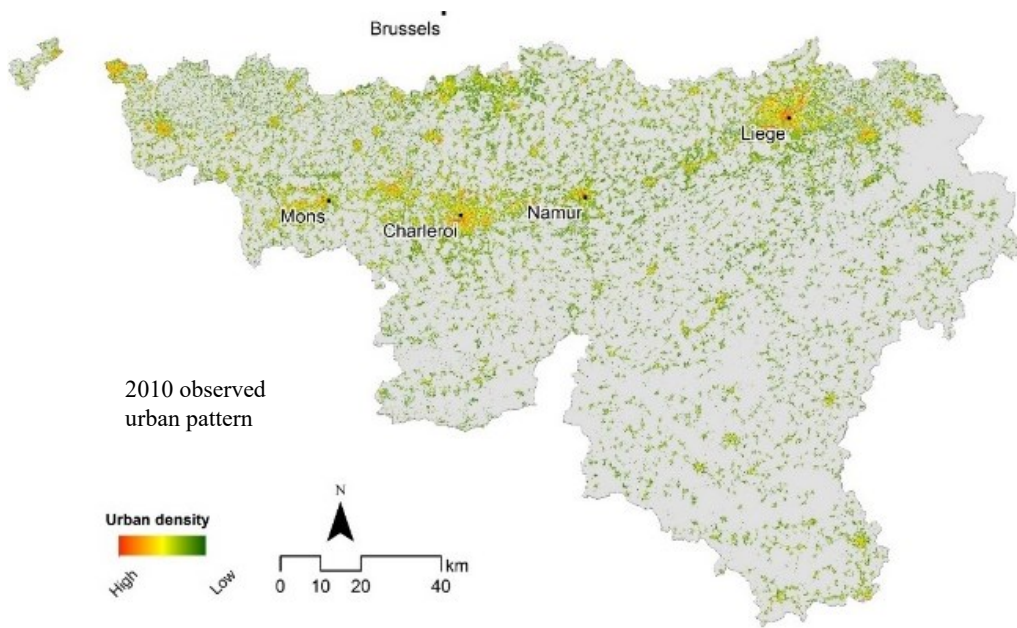 Brussels
Liege
Mons
Namur
Charleroi
2010 observed
urban pattern
N
Urban density
High
Low
km
0 10 20 40